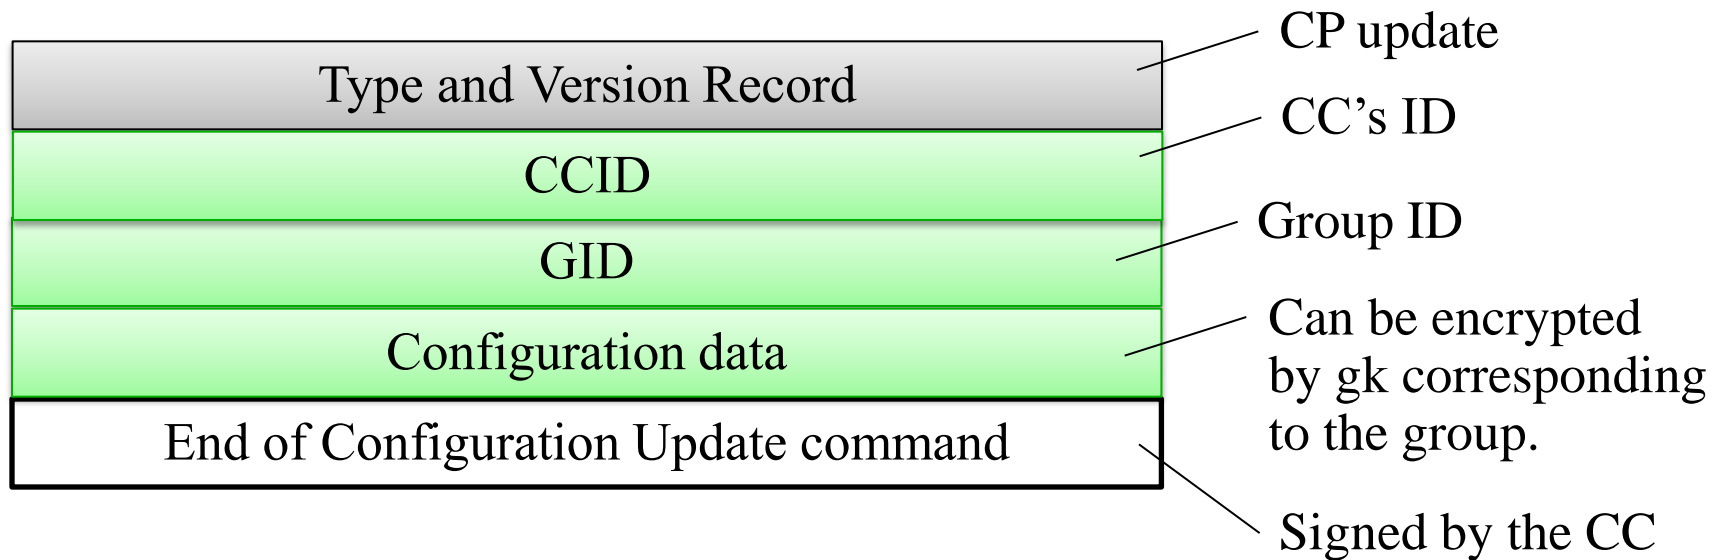 CP update
Type and Version Record
CC’s ID
CCID
Group ID
GID
Can be encrypted
by gk corresponding
to the group.
Configuration data
End of Configuration Update command
Signed by the CC